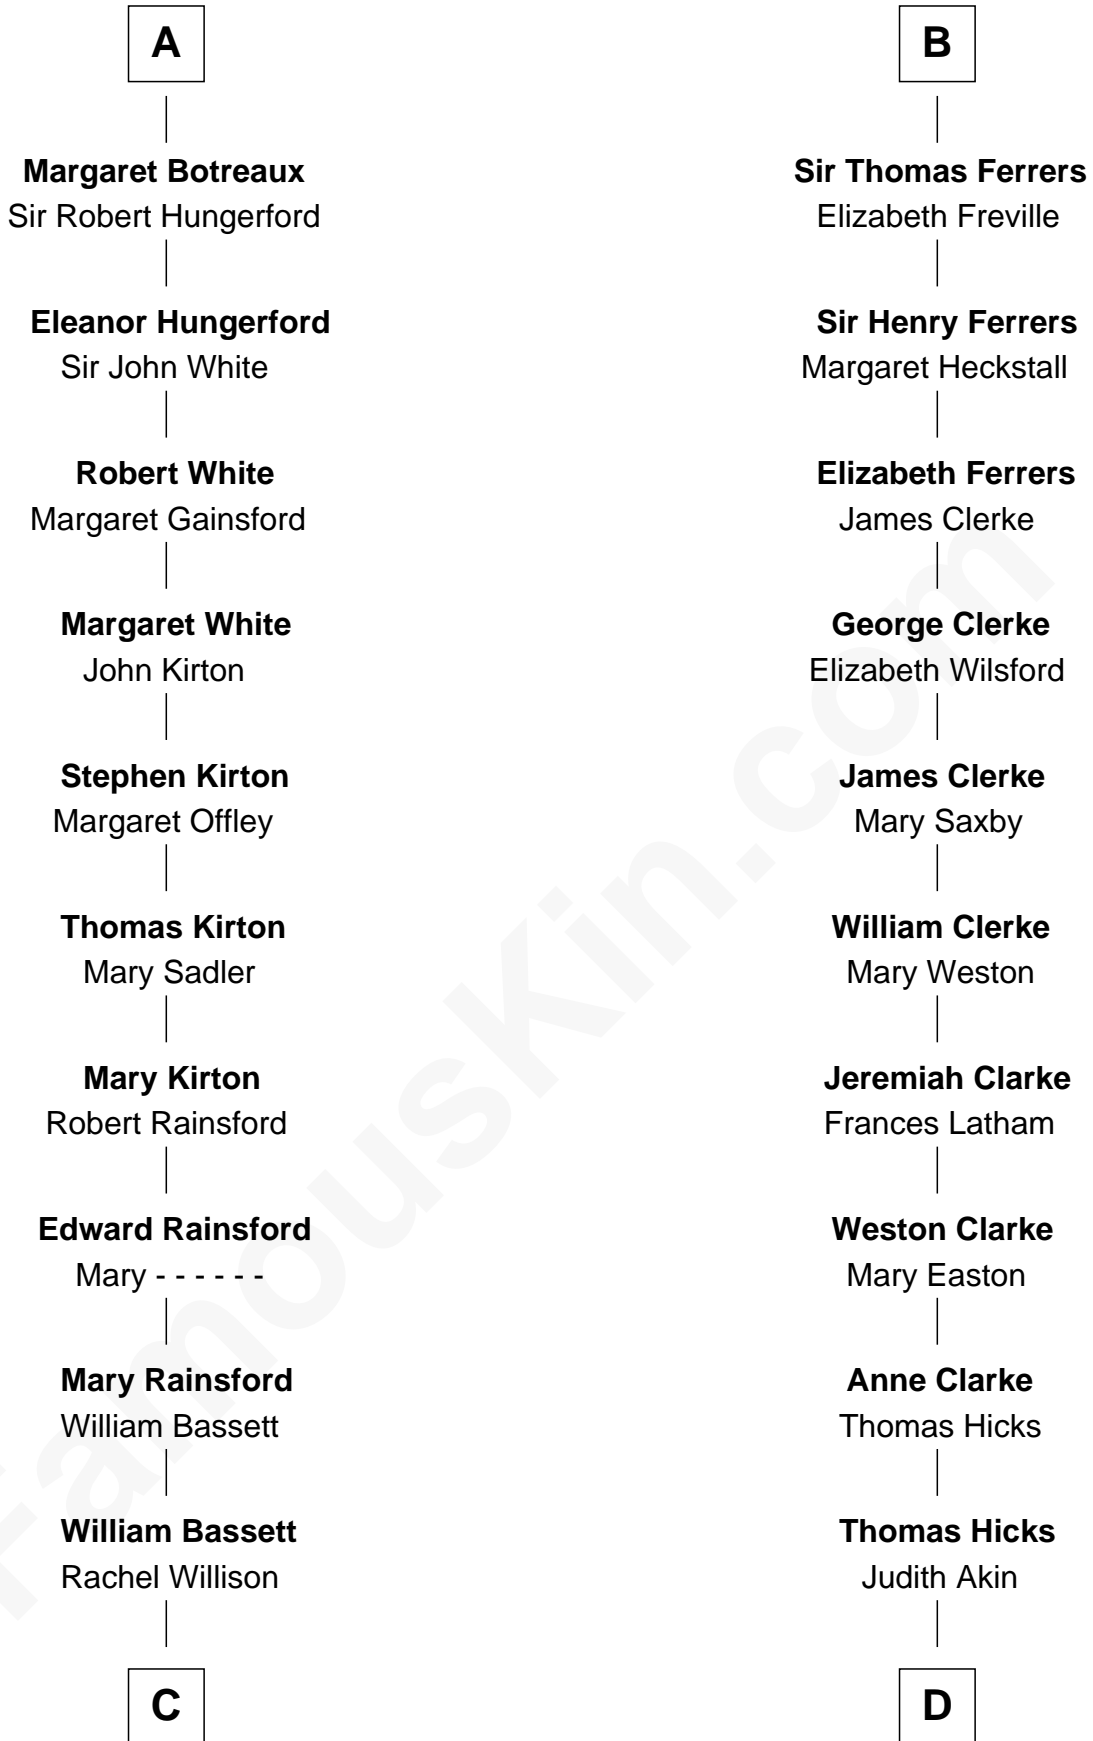 A
Margaret Botreaux
Sir Robert Hungerford
Eleanor Hungerford
Sir John White
Robert White
Margaret Gainsford
Margaret White
John Kirton
Stephen Kirton
Margaret Offley
Thomas Kirton
Mary Sadler
Mary Kirton
Robert Rainsford
Edward Rainsford
Mary - - - - - -
Mary Rainsford
William Bassett
William Bassett
Rachel Willison
C
B
Sir Thomas Ferrers
Elizabeth Freville
Sir Henry Ferrers
Margaret Heckstall
Elizabeth Ferrers
James Clerke
George Clerke
Elizabeth Wilsford
James Clerke
Mary Saxby
William Clerke
Mary Weston
Jeremiah Clarke
Frances Latham
Weston Clarke
Mary Easton
Anne Clarke
Thomas Hicks
Thomas Hicks
Judith Akin
D
FamousKin.com